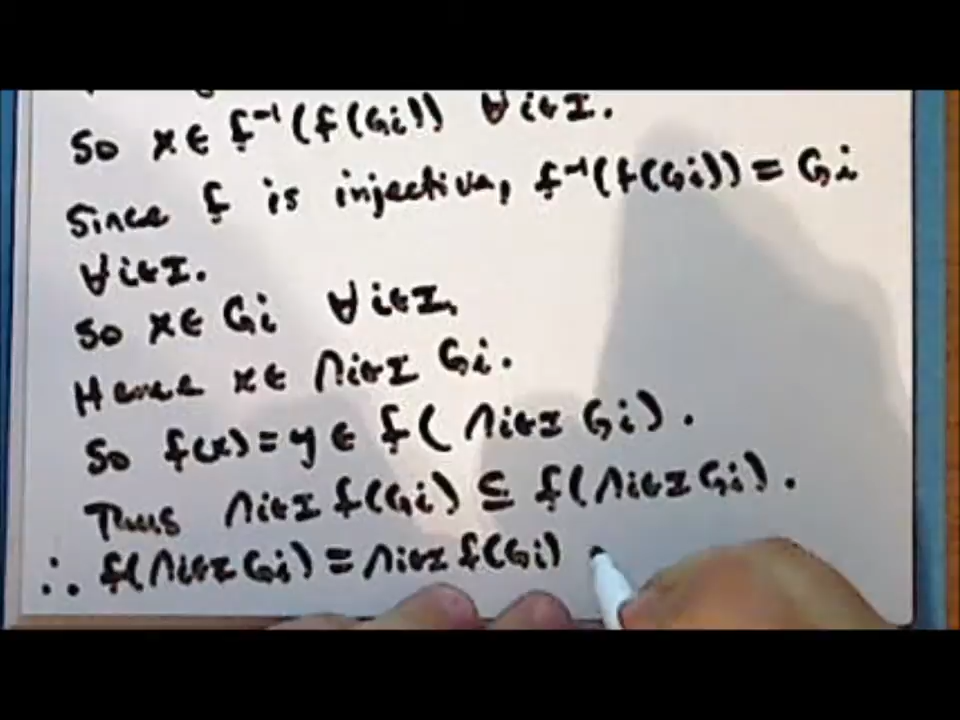 So x ∈ f⁻¹(f(Gi)) ∀ i∈I.
Since f is injective, f⁻¹(f(Gi)) = Gi
∀ i∈I.
So x ∈ Gi ∀ i∈I,
Hence x ∈ ∩i∈I Gi.
So f(x) = y ∈ f(∩i∈I Gi).
Thus ∩i∈I f(Gi) ⊆ f(∩i∈I Gi).
∴ f(∩i∈I Gi) = ∩i∈I f(Gi)